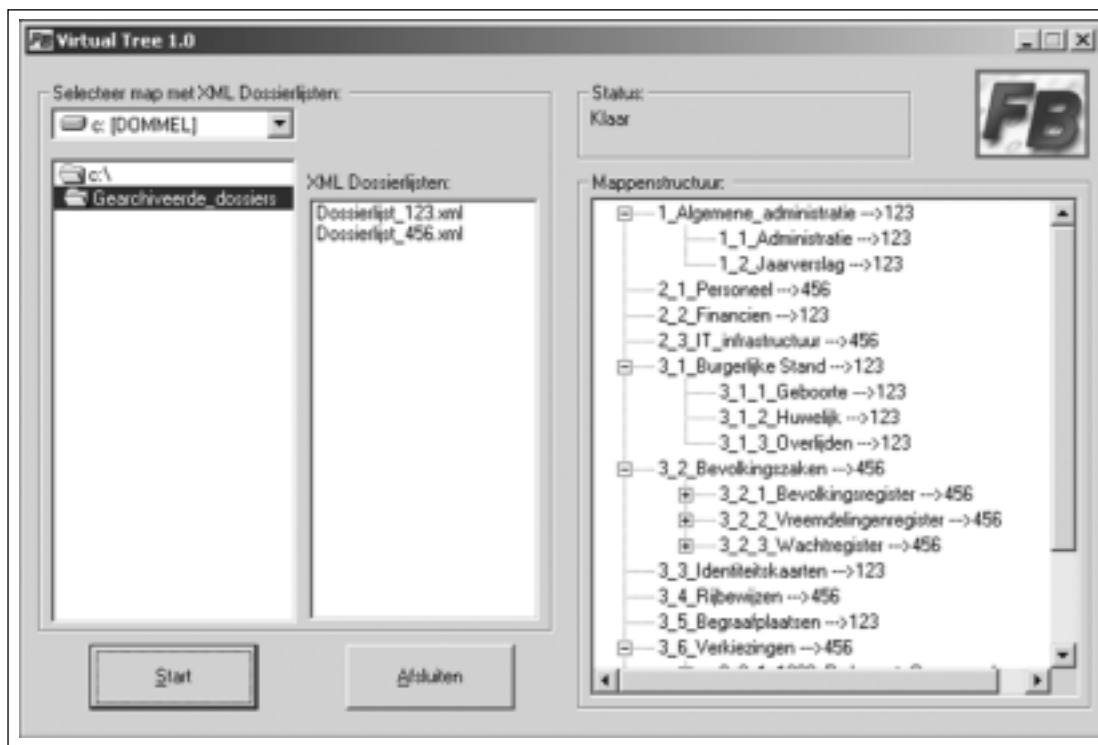 Virtual Tree 1.0
Selecteer map met XML Dossierlijsten:
c: [DOMMEL]
c:\
Gearchiveerde_dossiers
XML Dossierlijsten:
Dossierlijst_123.xml
Dossierlijst_456.xml
Start
Afsluiten
Status:
Klaar
FB
Mappenstructuur:
1_Algemene_administratie --->123
1_1_Administratie --->123
1_2_Jaarverslag --->123
2_1_Personeel --->456
2_2_Financien --->123
2_3_IT_infrastructuur --->456
3_1_Burgerlijke Stand --->123
3_1_1_Geboorte --->123
3_1_2_Huwelijk --->123
3_1_3_Overlijden --->123
3_2_Bevolkingszaken --->456
3_2_1_Bevolkingsregister --->456
3_2_2_Vreemdelingenregister --->456
3_2_3_Wachtregister --->456
3_3_Identiteitskaarten --->123
3_4_Rijbewijzen --->456
3_5_Begraafplaatsen --->123
3_6_Verkiezingen --->456